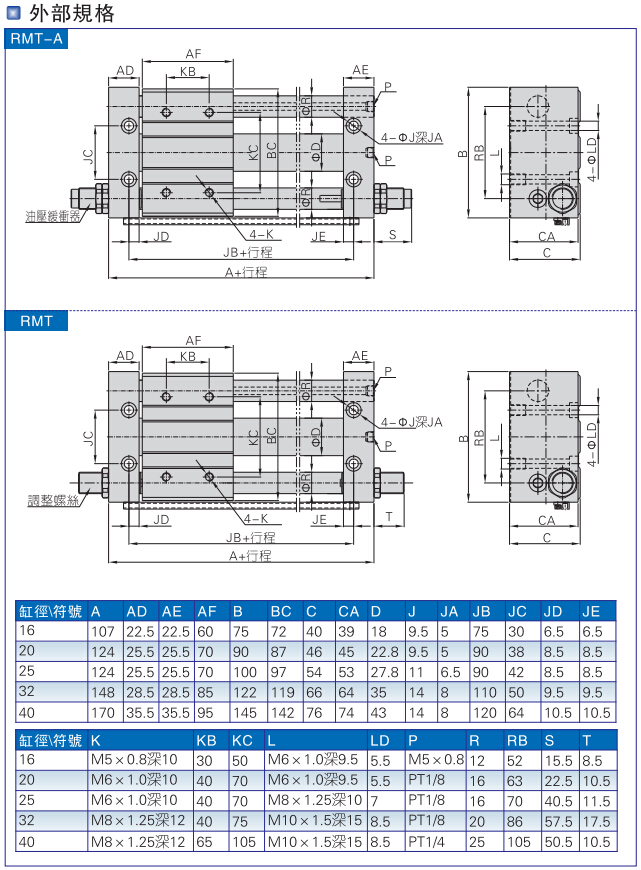 外部規格
RMT-A
AF
AD
KB
AE
P
ΦR
4-ΦJ深JA
JC
KC
BC
ΦD
P
ΦR
油壓緩衝器
JD
4-K
JE
S
JB+行程
A+行程
B
RB
L
4-ΦLD
CA
C
RMT
AF
AD
KB
AE
P
ΦR
4-ΦJ深JA
JC
KC
BC
ΦD
P
ΦR
調整螺絲
JD
4-K
JE
T
JB+行程
A+行程
B
RB
L
4-ΦLD
CA
C
缸徑\符號 A AD AE AF B BC C CA D J JA JB JC JD JE
16 107 22.5 22.5 60 75 72 40 39 18 9.5 5 75 30 6.5 6.5
20 124 25.5 25.5 70 90 87 46 45 22.8 9.5 5 90 38 8.5 8.5
25 124 25.5 25.5 70 100 97 54 53 27.8 11 6.5 90 42 8.5 8.5
32 148 28.5 28.5 85 122 119 66 64 35 14 8 110 50 9.5 9.5
40 170 35.5 35.5 95 145 142 76 74 43 14 8 120 64 10.5 10.5
缸徑\符號 K KB KC L LD P R RB S T
16 M5×0.8深10 30 50 M6×1.0深9.5 5.5 M5×0.8 12 52 15.5 8.5
20 M6×1.0深10 40 70 M6×1.0深9.5 5.5 PT1/8 16 63 22.5 10.5
25 M6×1.0深10 40 70 M8×1.25深10 7 PT1/8 16 70 40.5 11.5
32 M8×1.25深12 40 75 M10×1.5深15 8.5 PT1/8 20 86 57.5 17.5
40 M8×1.25深12 65 105 M10×1.5深15 8.5 PT1/4 25 105 50.5 10.5